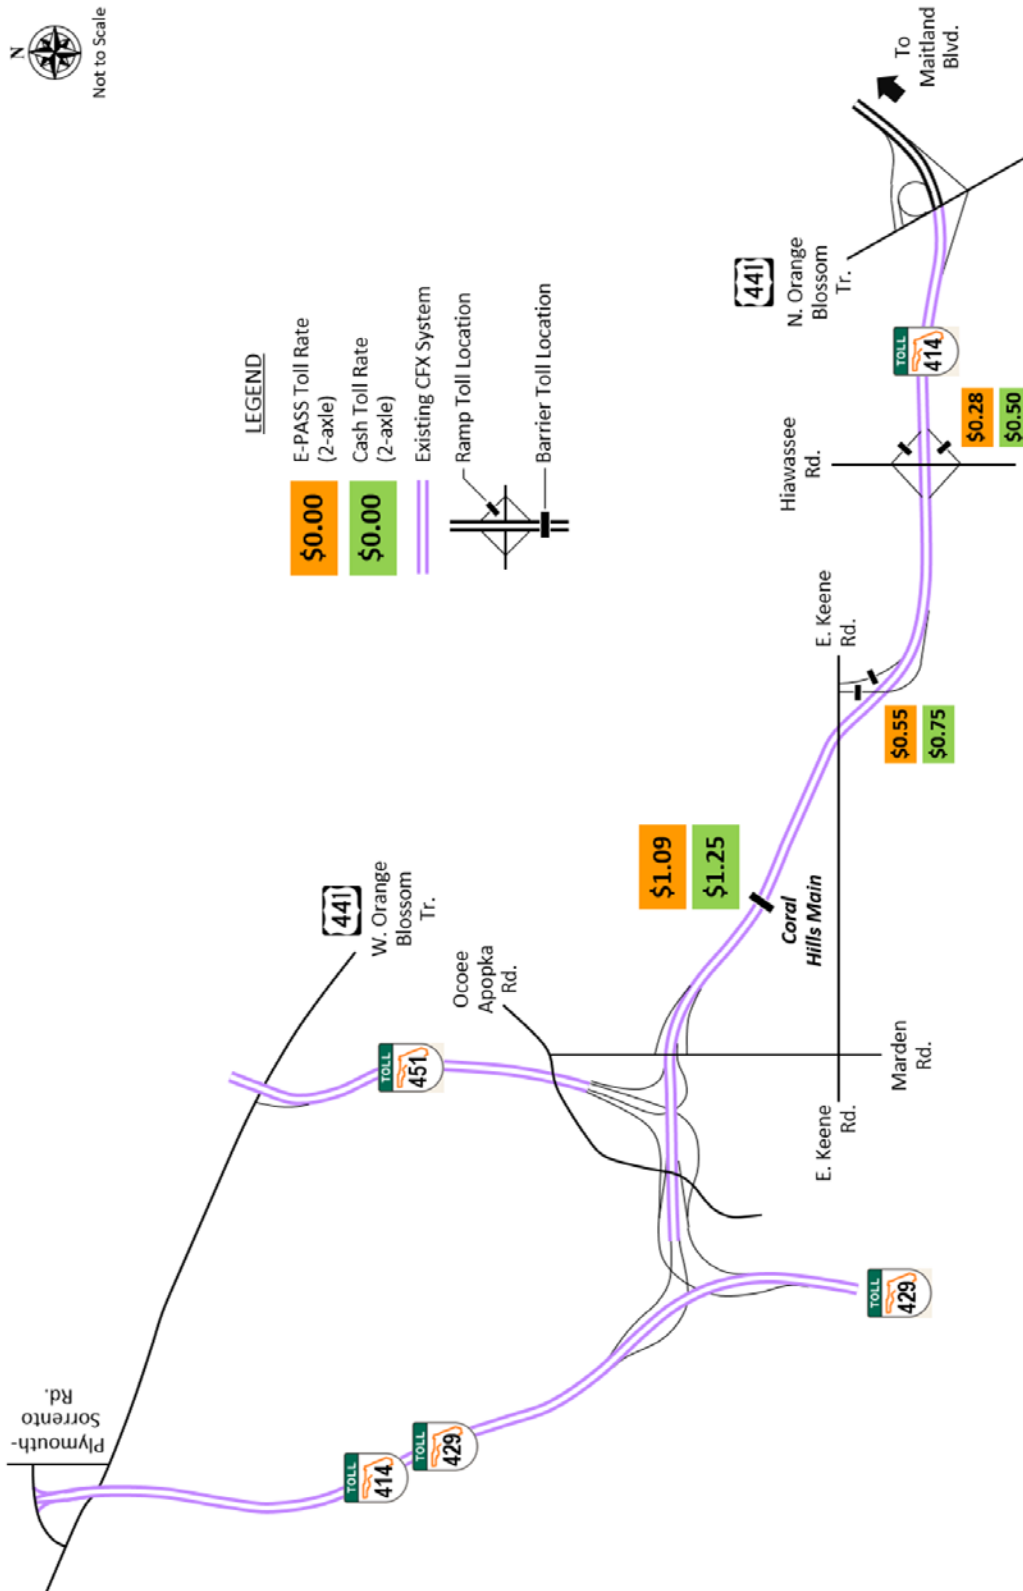 N
Not to Scale
LEGEND
$0.00
E-PASS Toll Rate
(2-axle)
$0.00
Cash Toll Rate
(2-axle)
Existing CFX System
Ramp Toll Location
Barrier Toll Location
Plymouth-
Sorrento
Rd.
441
W. Orange
Blossom
Tr.
TOLL
414
TOLL
429
TOLL
451
Ocoee
Apopka
Rd.
TOLL
429
Marden
Rd.
E. Keene
Rd.
$1.09
$1.25
Coral
Hills Main
E. Keene
Rd.
$0.55
$0.75
Hiawassee
Rd.
$0.28
$0.50
TOLL
414
441
N. Orange
Blossom
Tr.
To
Maitland
Blvd.